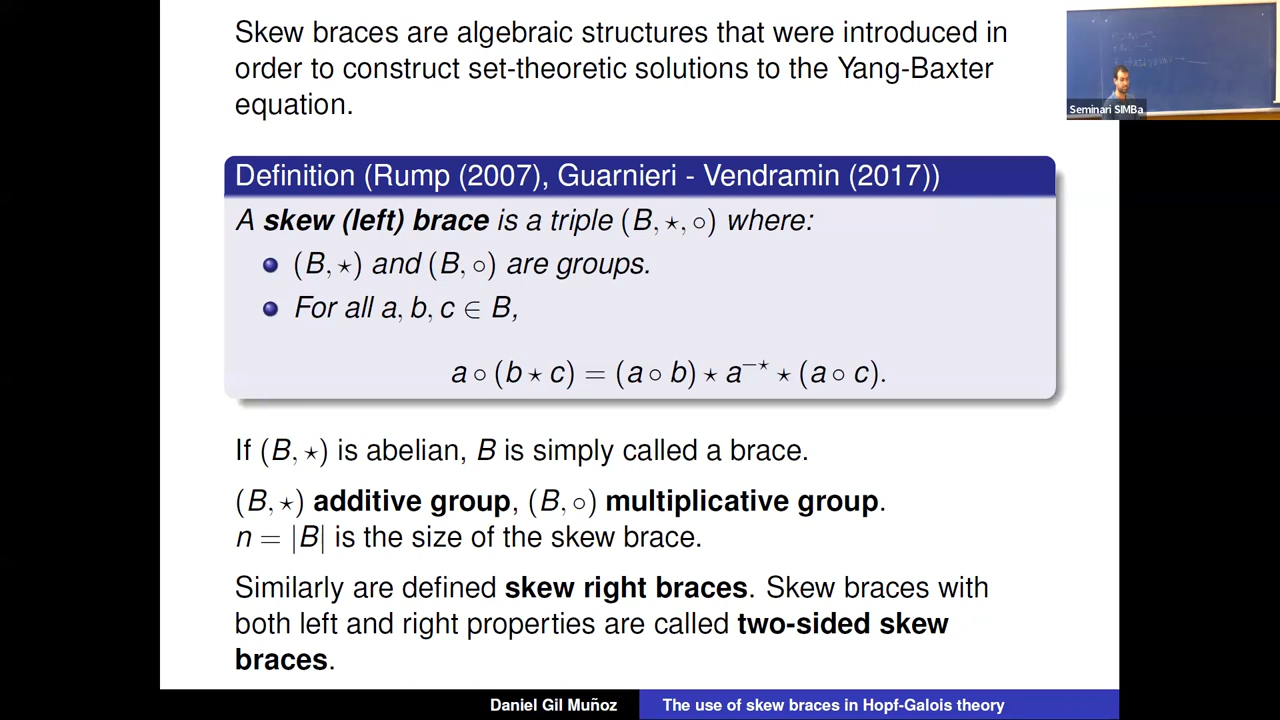 Skew braces are algebraic structures that were introduced in
order to construct set-theoretic solutions to the Yang-Baxter
equation.
Seminari SIMBa
Definition (Rump (2007), Guarnieri - Vendramin (2017))
A skew (left) brace is a triple (B, ⋆, ∘) where:
(B, ⋆) and (B, ∘) are groups.
For all a, b, c ∈ B,
a ∘ (b ⋆ c) = (a ∘ b) ⋆ a⁻⋆ ⋆ (a ∘ c).
If (B, ⋆) is abelian, B is simply called a brace.
(B, ⋆) additive group, (B, ∘) multiplicative group.
n = |B| is the size of the skew brace.
Similarly are defined skew right braces. Skew braces with
both left and right properties are called two-sided skew
braces.
Daniel Gil Muñoz
The use of skew braces in Hopf-Galois theory